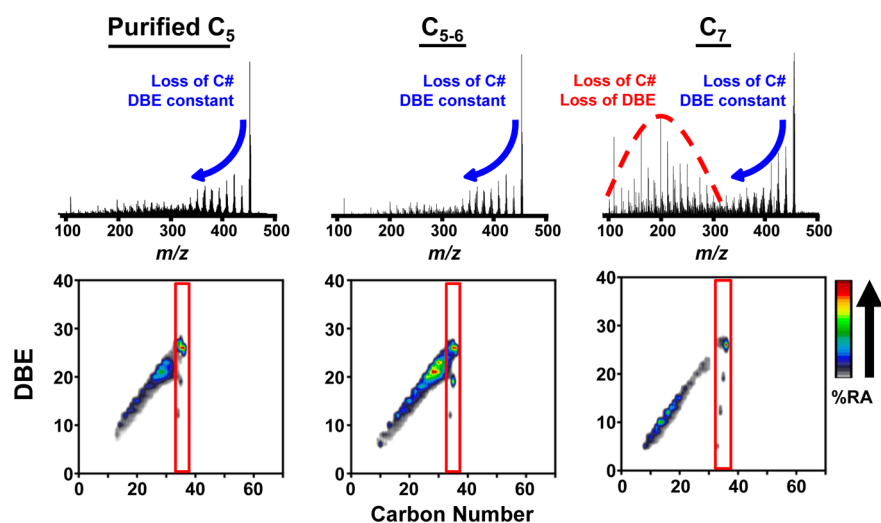 Purified C5
C5-6
C7
Loss of C#
DBE constant
Loss of C#
DBE constant
Loss of C#
Loss of DBE
Loss of C#
DBE constant
100 200 300 400 500
100 200 300 400 500
100 200 300 400 500
m/z
m/z
m/z
DBE
40
30
20
10
0
0 20 40 60
40
30
20
10
0
0 20 40 60
40
30
20
10
0
0 20 40 60
%RA
Carbon Number